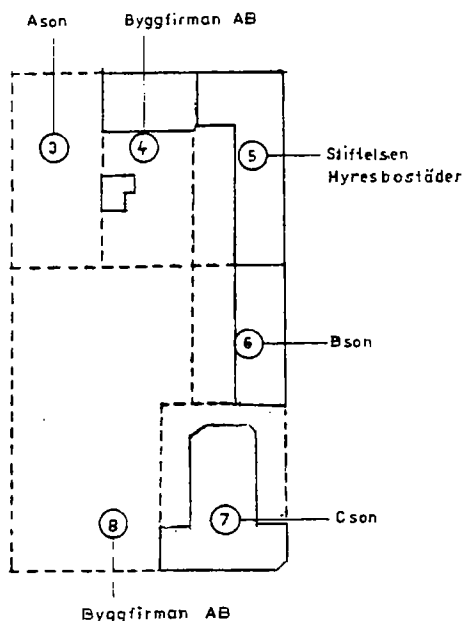 Ason Byggfirman AB
3 4 5 Stiftelsen
Hyresbostäder
6 Bson
8 7 Cson
Byggfirman AB